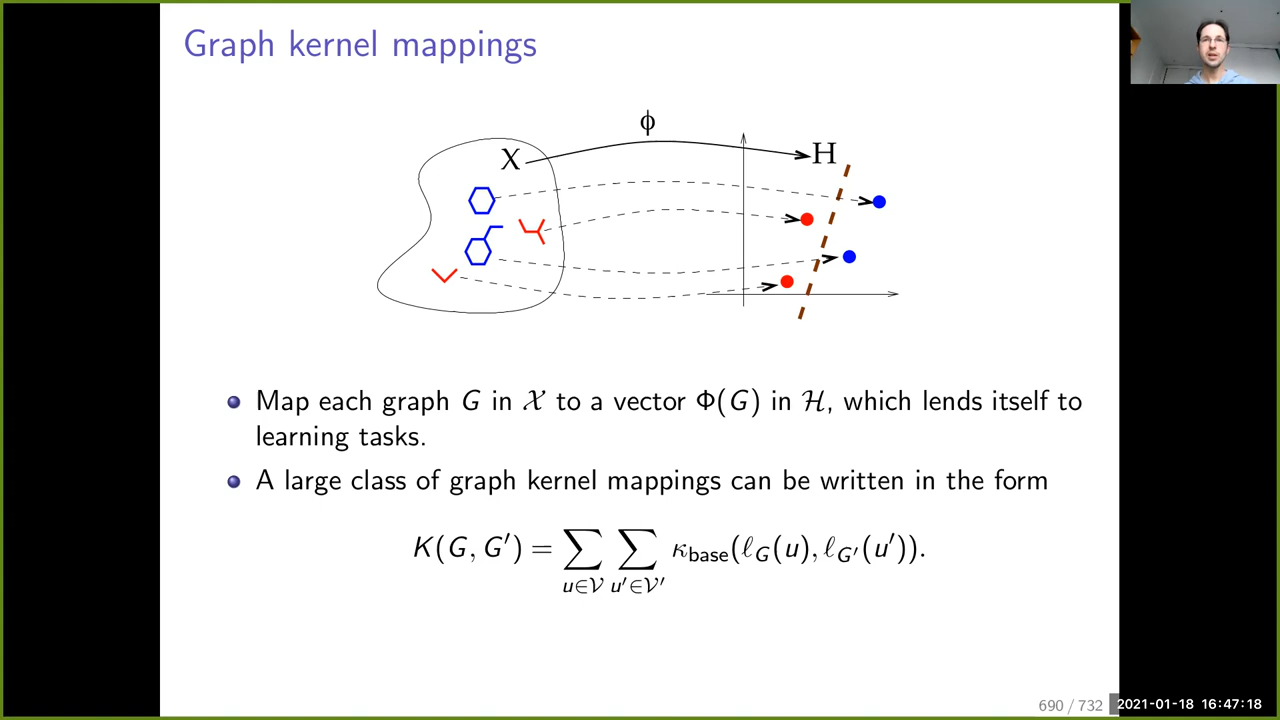 Graph kernel mappings
ϕ
X
H
Map each graph G in 𝒳 to a vector Φ(G) in ℋ, which lends itself to
learning tasks.
A large class of graph kernel mappings can be written in the form
K(G, G′) = ∑_{u∈𝒱} ∑_{u′∈𝒱′} κ_base(ℓ_G(u), ℓ_{G′}(u′)).
690 / 732
2021-01-18 16:47:18